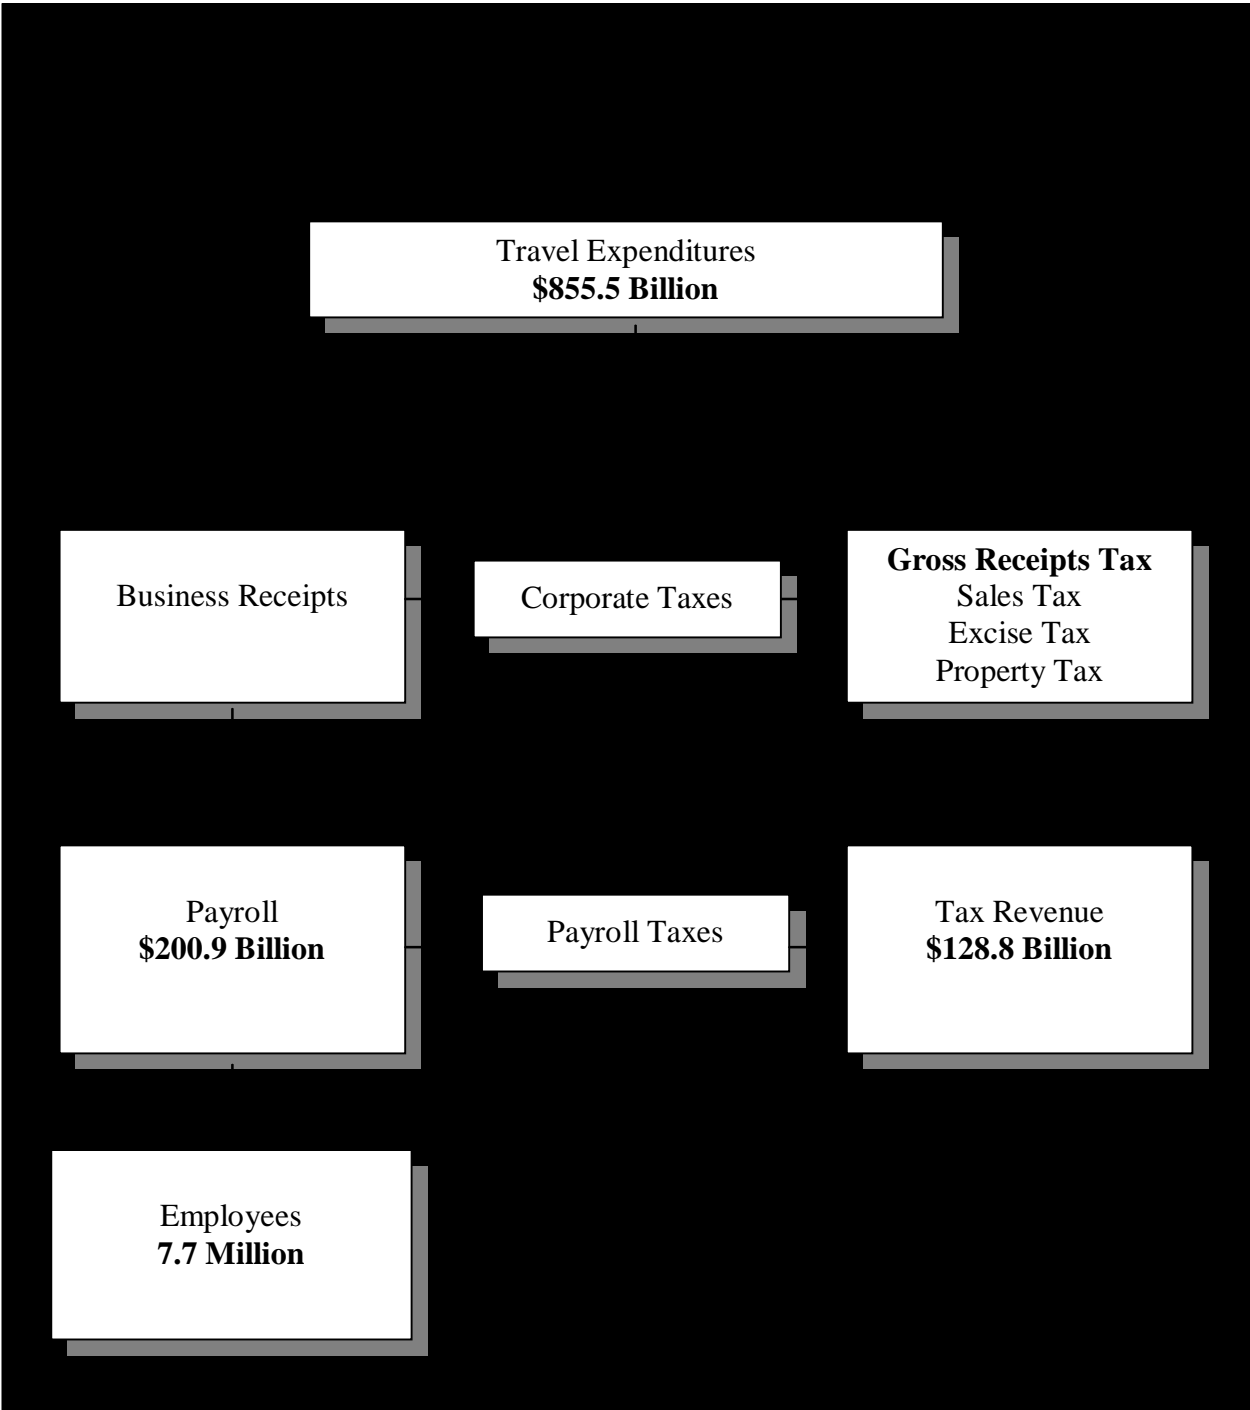 Travel Expenditures
$855.5 Billion
Business Receipts
Corporate Taxes
Gross Receipts Tax
Sales Tax
Excise Tax
Property Tax
Payroll
$200.9 Billion
Payroll Taxes
Tax Revenue
$128.8 Billion
Employees
7.7 Million